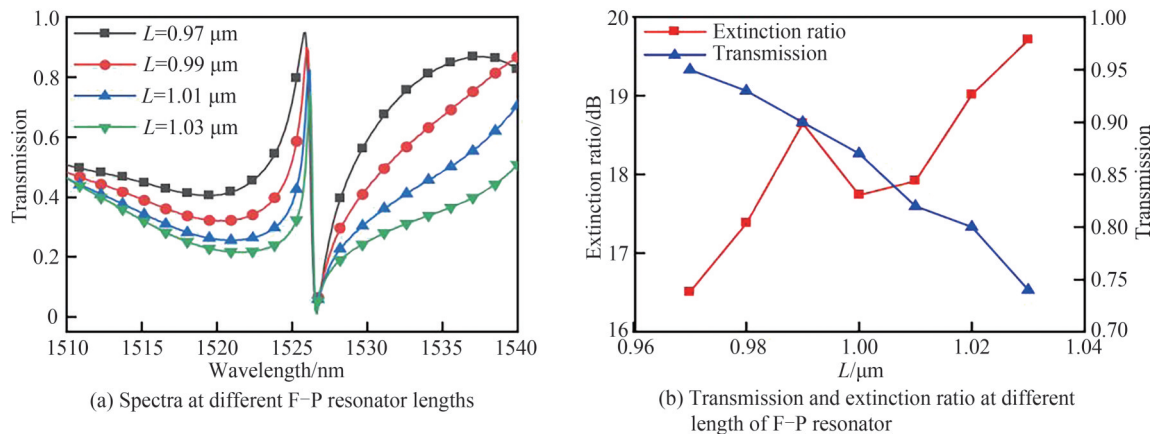 1.0
0.8
0.6
0.4
0.2
0
Transmission
L=0.97 μm
L=0.99 μm
L=1.01 μm
L=1.03 μm
1510 1515 1520 1525 1530 1535 1540
Wavelength/nm
(a) Spectra at different F-P resonator lengths
20
19
18
17
16
Extinction ratio/dB
Extinction ratio
Transmission
1.00
0.95
0.90
0.85
0.80
0.75
0.70
Transmission
0.96 0.98 1.00 1.02 1.04
L/μm
(b) Transmission and extinction ratio at different
length of F-P resonator